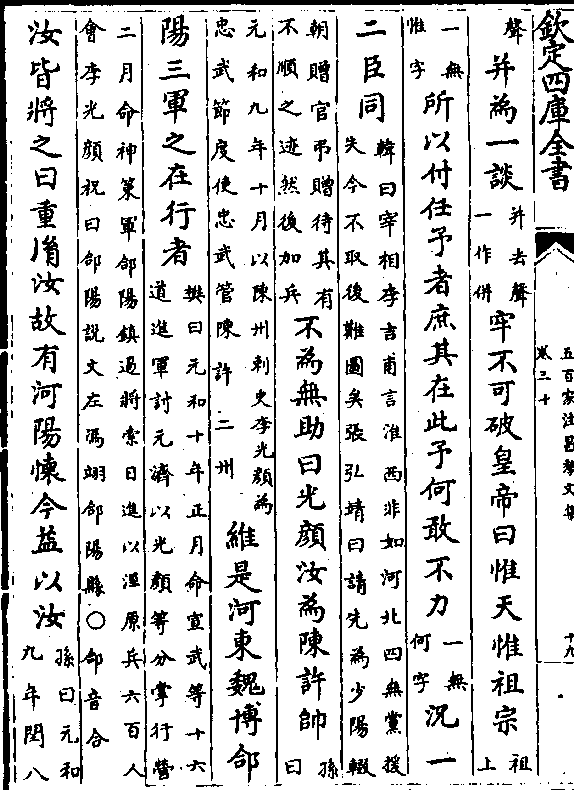 欽定四庫全書
五百家注昌黎文集
卷三十
十九
聲并為一談并去聲一作併牢不可破皇帝曰惟天惟祖宗祖上
一無惟字所以付任予者庶其在此予何敢不力一無何字况一
二臣同韓曰宰相李吉甫言淮西非如河北四無黨援失今不取後難圖矣張弘靖曰請先為少陽輟
朝贈官弔贈待其有不順之迹然後加兵不為無助曰光顔汝為陳許帥孫曰
元和九年十月以陳州刺史李光顔為忠武節度使忠武管陳許二州維是河東魏博郃
陽三軍之在行者樊曰元和十年正月命宣武等十六道進軍討元濟以光顔等分掌行營
二月命神策軍郃陽鎮遏將索日進以涇原兵六百人會李光顔祝曰郃陽説文左馮翊郃陽縣○郃音合
汝皆將之曰重胤汝故有河陽懐今益以汝孫曰元和九年閏八